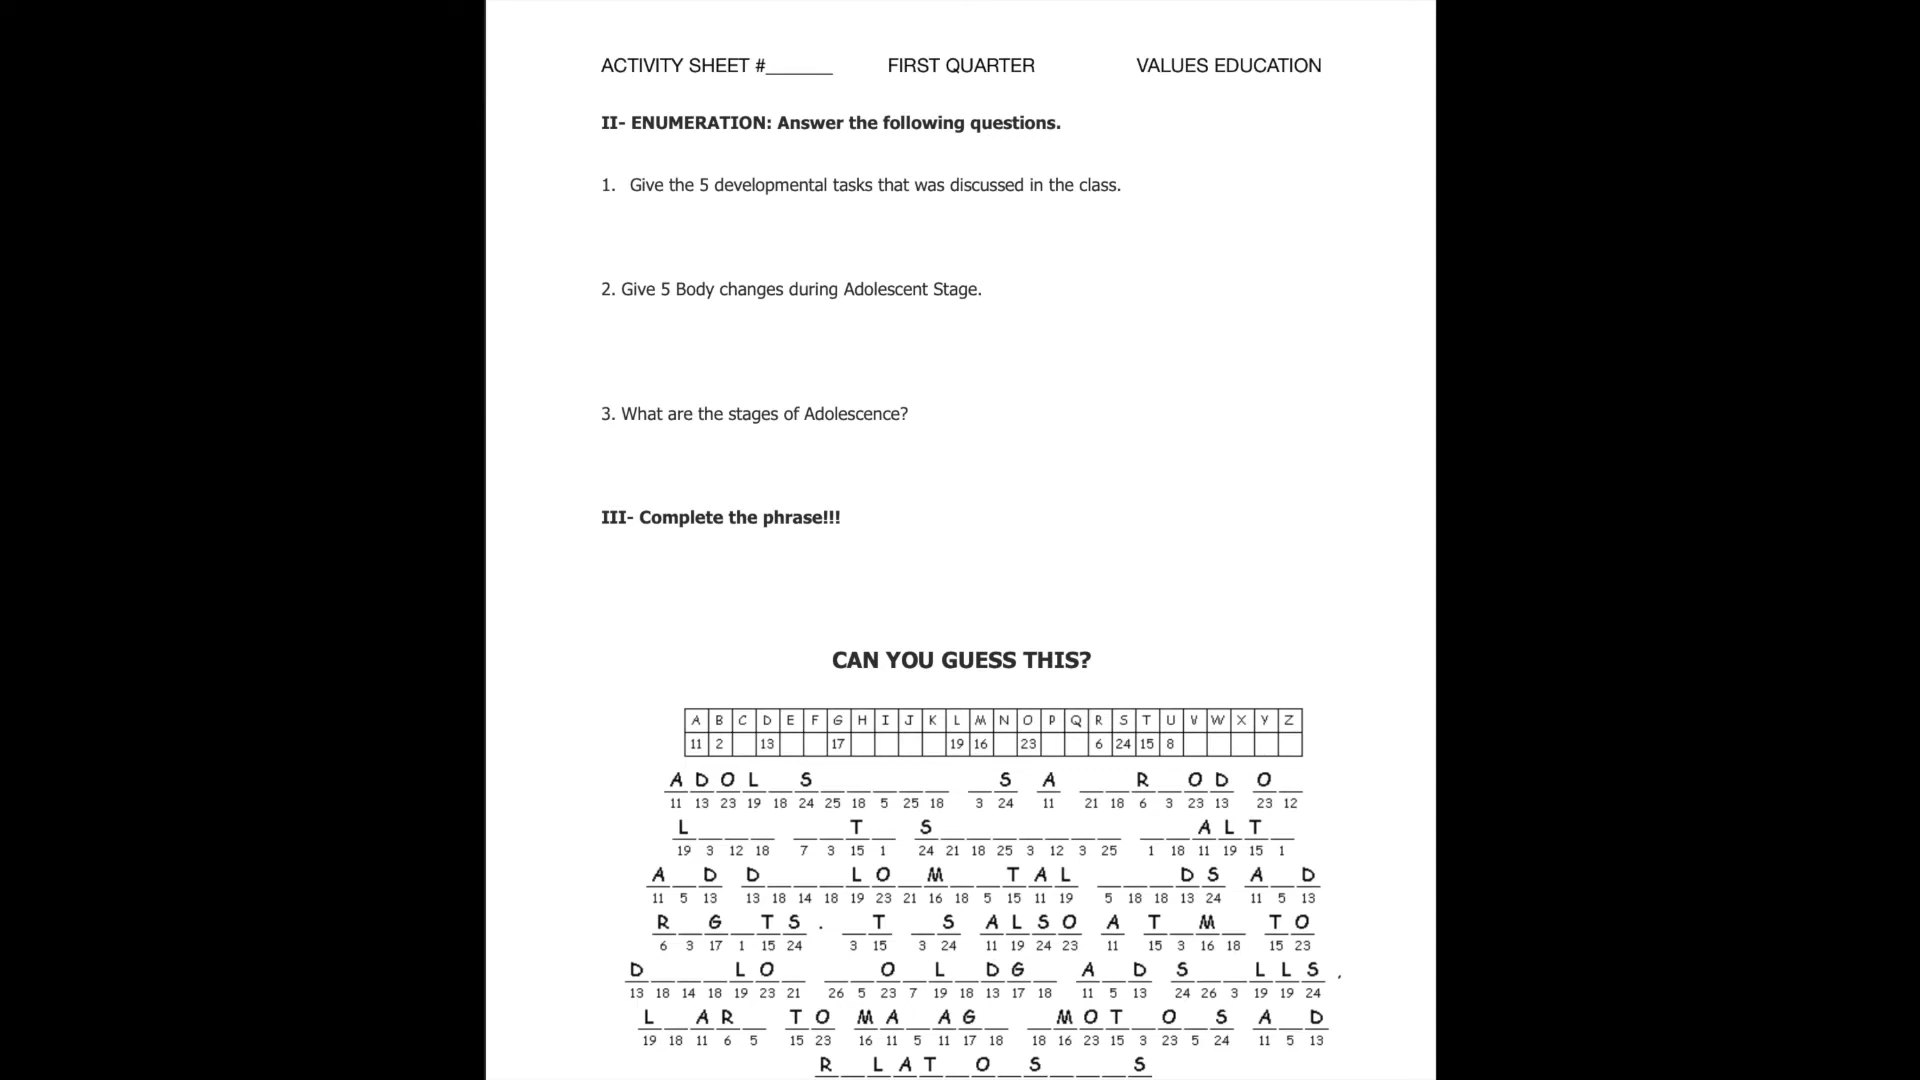 ACTIVITY SHEET #______ FIRST QUARTER VALUES EDUCATION
II- ENUMERATION: Answer the following questions.
1. Give the 5 developmental tasks that was discussed in the class.
2. Give 5 Body changes during Adolescent Stage.
3. What are the stages of Adolescence?
III- Complete the phrase!!!
CAN YOU GUESS THIS?
A B C D E F G H I J K L M N O P Q R S T U V W X Y Z
11 2 13 17 19 16 23 6 24 15 8
A D O L _ S _ _ _ _ _ _ S A _ _ R _ O D O _
11 13 23 19 18 24 25 18 5 25 18 3 24 11 21 18 6 3 23 13 23 12
L _ _ _ _ _ T _ S _ _ _ _ _ _ _ _ _ A L T _
19 3 12 18 7 3 15 1 24 21 18 25 3 12 3 25 1 18 11 19 15 1
A _ D D _ _ _ L O _ M _ _ T A L _ _ _ D S A _ D
11 5 13 13 18 14 18 19 23 21 16 18 5 15 11 19 5 18 18 13 24 11 5 13
R _ G _ T S . _ T _ S A L S O A T _ M _ T O
6 3 17 1 15 24 3 15 3 24 11 19 24 23 11 15 3 16 18 15 23
D _ _ _ L O _ _ _ O _ L _ D G _ A _ D S _ _ L L S ,
13 18 14 18 19 23 21 26 5 23 7 19 18 13 17 18 11 5 13 24 26 3 19 19 24
L _ A R _ T O M A _ A G _ _ M O T _ O _ S A _ D
19 18 11 6 5 15 23 16 11 5 11 17 18 18 16 23 15 3 23 5 24 11 5 13
R _ L A T _ O _ S _ _ _ S